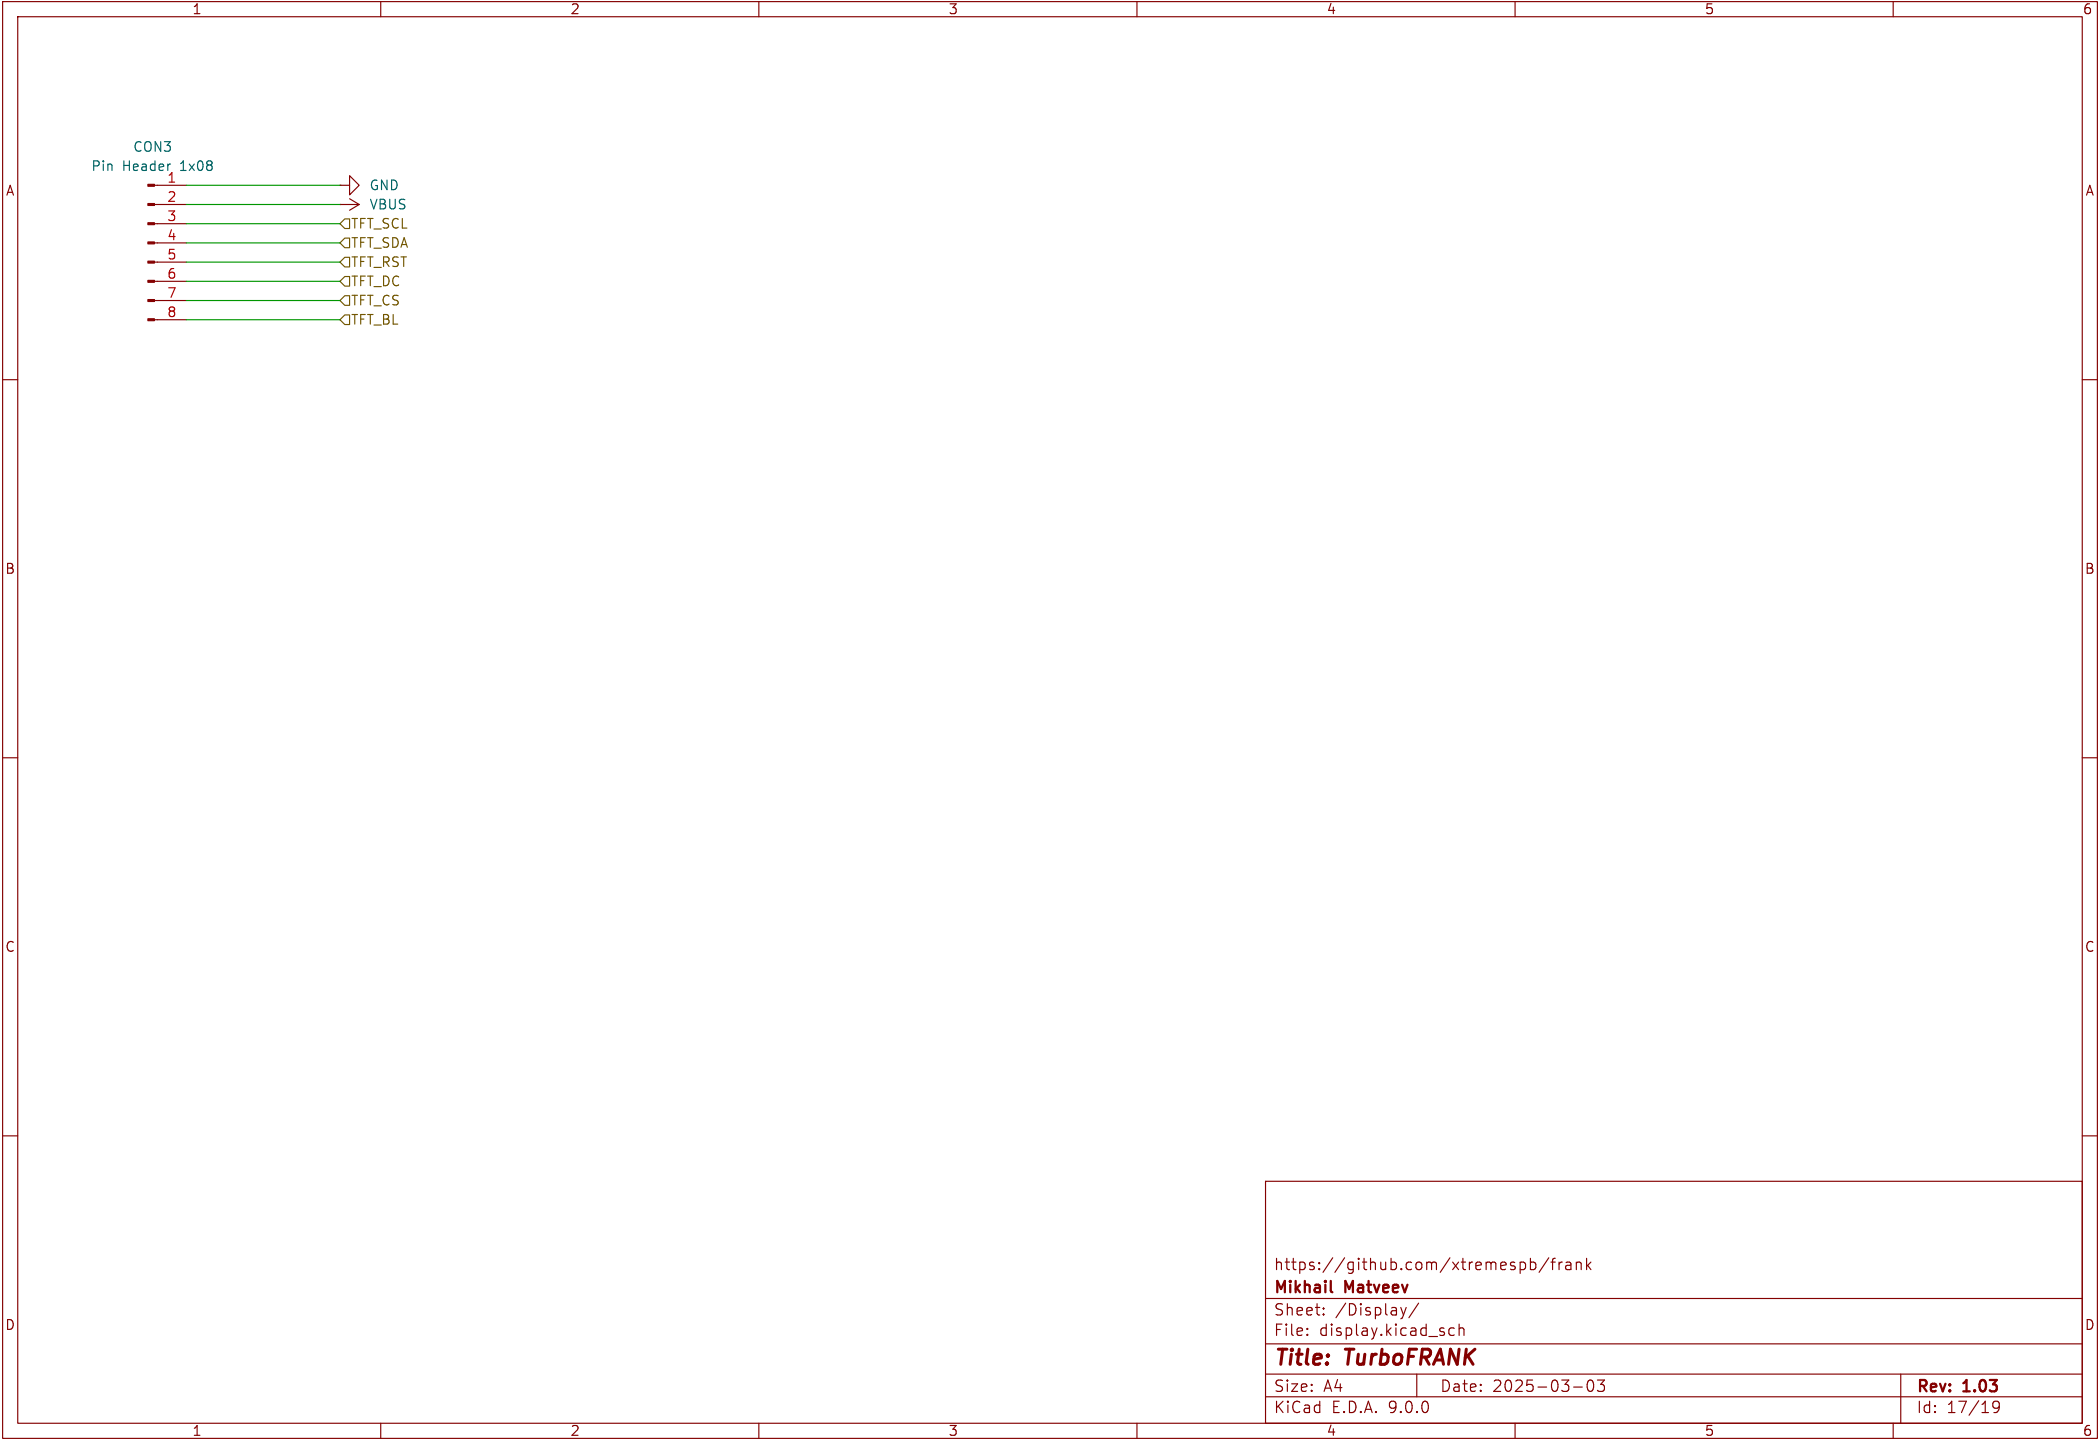 1 2 3 4 5 6
CON3
Pin Header 1x08
1 GND
2 VBUS
3 TFT_SCL
4 TFT_SDA
5 TFT_RST
6 TFT_DC
7 TFT_CS
8 TFT_BL
A A
B B
C C
D D
https://github.com/xtremespb/frank
Mikhail Matveev
Sheet: /Display/
File: display.kicad_sch
Title: TurboFRANK
Size: A4 Date: 2025-03-03 Rev: 1.03
KiCad E.D.A. 9.0.0 Id: 17/19
1 2 3 4 5 6